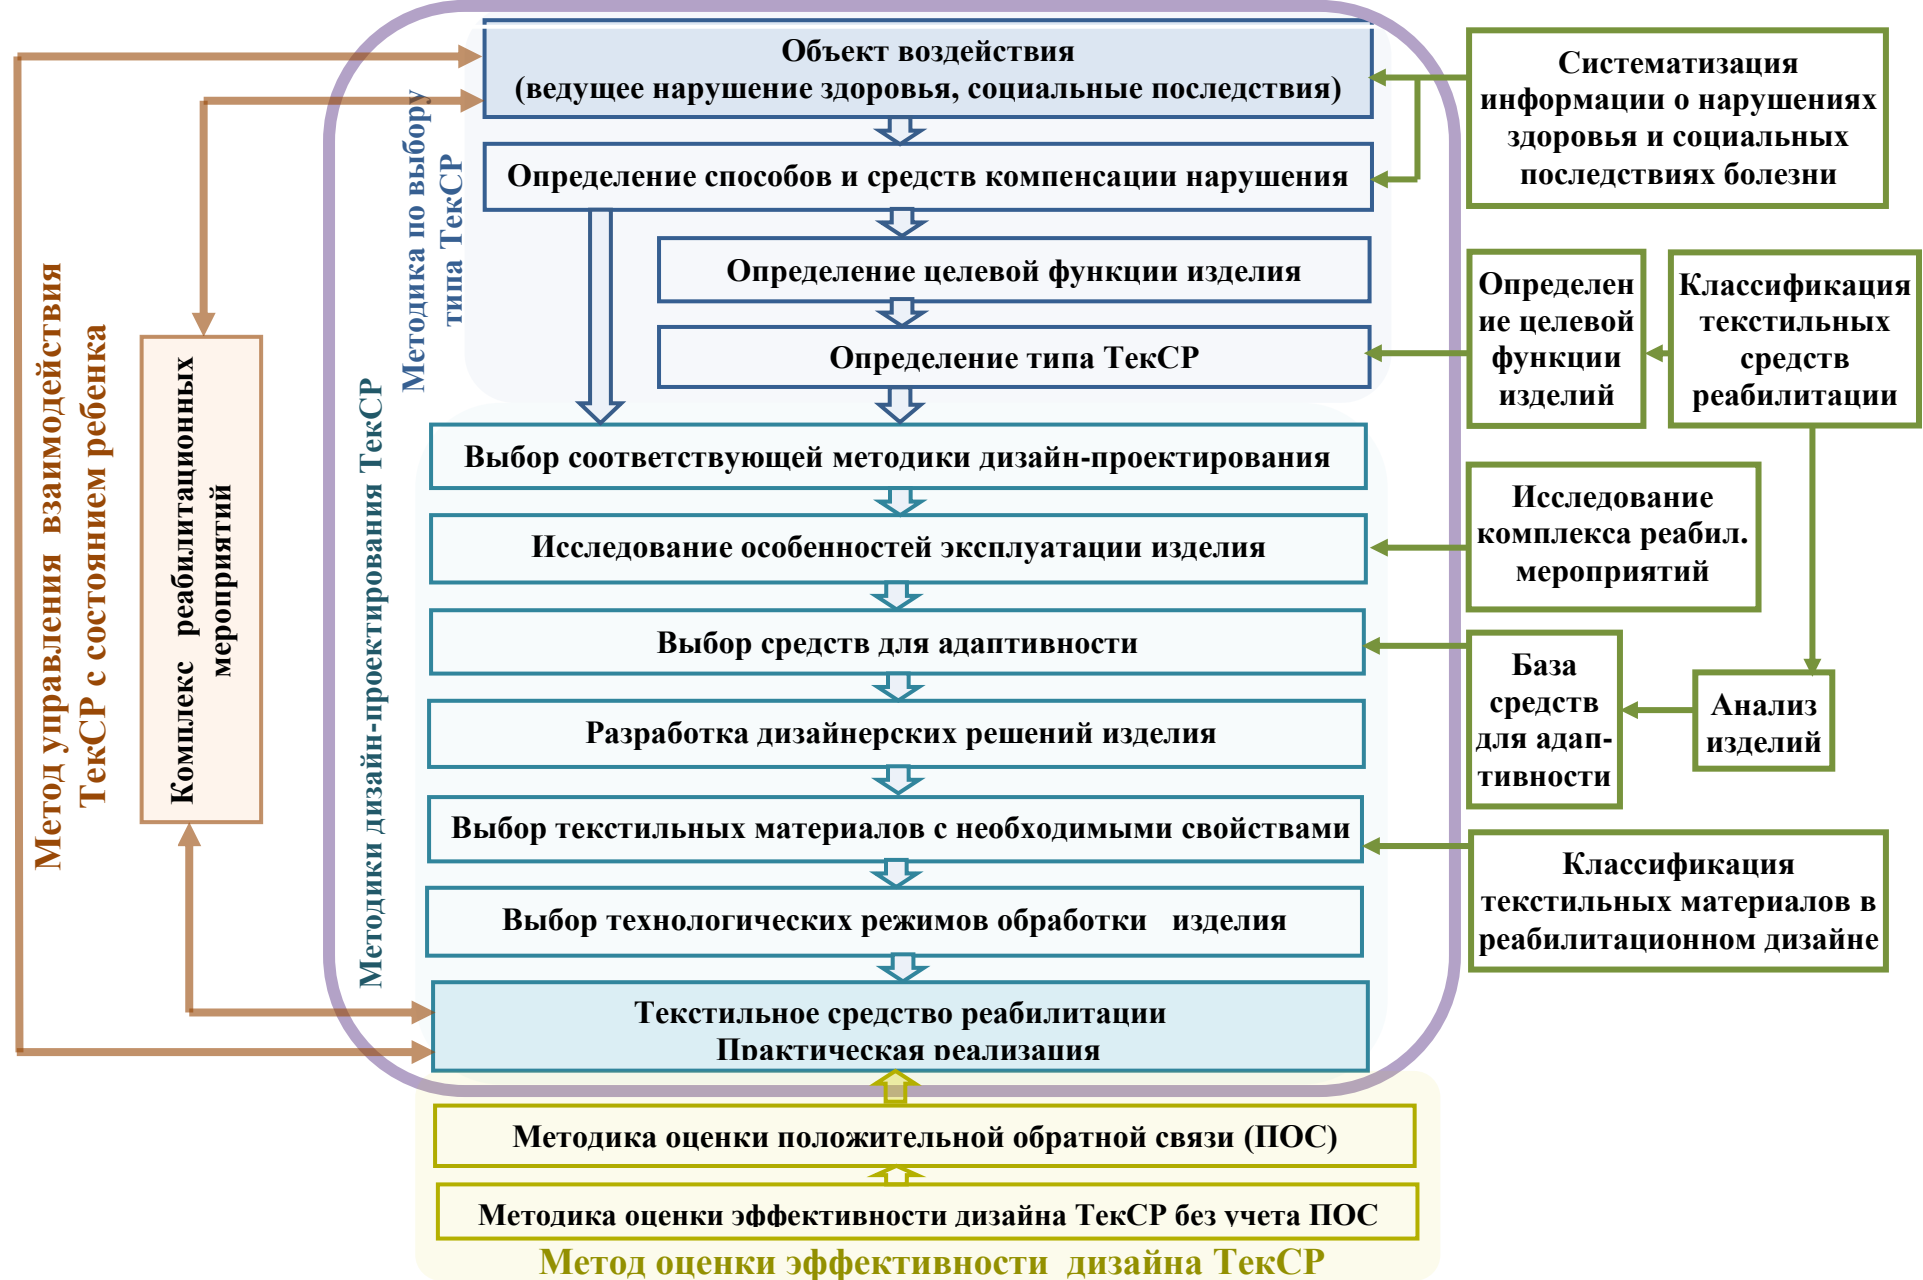 Объект воздействия
(ведущее нарушение здоровья, социальные последствия)
Определение способов и средств компенсации нарушения
Определение целевой функции изделия
Определение типа ТекСР
Выбор соответствующей методики дизайн-проектирования
Исследование особенностей эксплуатации изделия
Выбор средств для адаптивности
Разработка дизайнерских решений изделия
Выбор текстильных материалов с необходимыми свойствами
Выбор технологических режимов обработки изделия
Текстильное средство реабилитации
Практическая реализация
Методика оценки положительной обратной связи (ПОС)
Методика оценки эффективности дизайна ТекСР без учета ПОС
Метод оценки эффективности дизайна ТекСР
Метод управления взаимодействия
ТекСР с состоянием ребенка
Комплекс реабилитационных
мероприятий
Методика по выбору
типа ТекСР
Методики дизайн-проектирования ТекСР
Систематизация
информации о нарушениях
здоровья и социальных
последствиях болезни
Определен
ие целевой
функции
изделий
Классификация
текстильных
средств
реабилитации
Исследование
комплекса реабил.
мероприятий
База
средств
для адап-
тивности
Анализ
изделий
Классификация
текстильных материалов в
реабилитационном дизайне